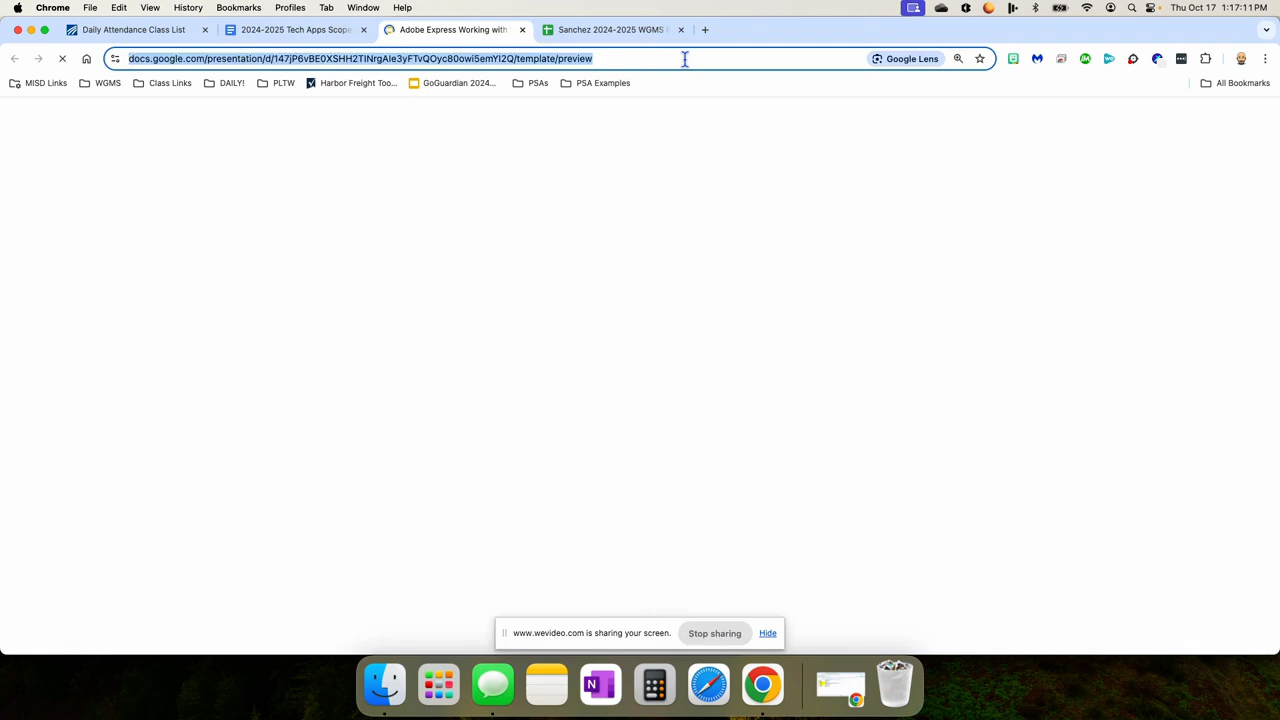 Chrome File Edit View History Bookmarks Profiles Tab Window Help Thu Oct 17 1:17:11 PM
Daily Attendance Class List 2024-2025 Tech Apps Scope Adobe Express Working with Sanchez 2024-2025 WGMS
docs.google.com/presentation/d/147jP6vBE0XSHH2TlNrgAIe3yFTvQOyc80owi5emYI2Q/template/preview Google Lens
MISD Links WGMS Class Links DAILY! PLTW Harbor Freight Too... GoGuardian 2024... PSAs PSA Examples All Bookmarks
www.wevideo.com is sharing your screen. Stop sharing Hide